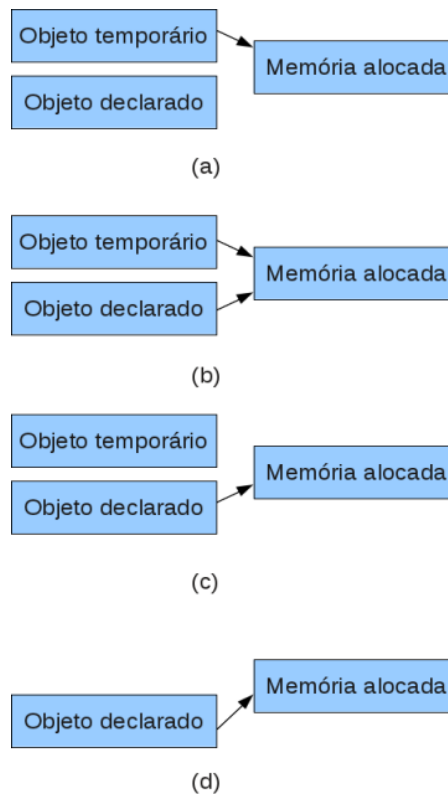 Objeto temporário
Memória alocada
Objeto declarado
(a)
Objeto temporário
Memória alocada
Objeto declarado
(b)
Objeto temporário
Memória alocada
Objeto declarado
(c)
Memória alocada
Objeto declarado
(d)